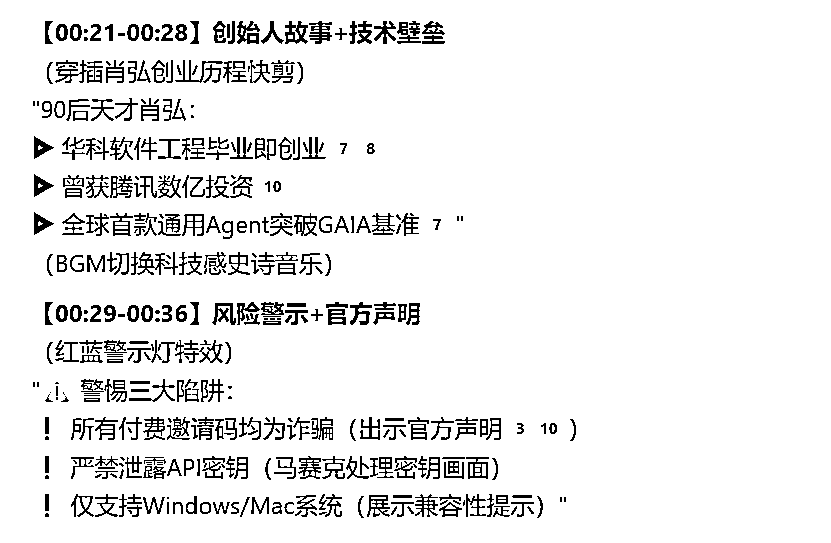 【00:21-00:28】创始人故事+技术壁垒
（穿插肖弘创业历程快剪）
"90后天才肖弘：
▶ 华科软件工程毕业即创业 7 8
▶ 曾获腾讯数亿投资 10
▶ 全球首款通用Agent突破GAIA基准 7 "
（BGM切换科技感史诗音乐）
【00:29-00:36】风险警示+官方声明
（红蓝警示灯特效）
"⚠ 警惕三大陷阱：
❗ 所有付费邀请码均为诈骗（出示官方声明 3 10 ）
❗ 严禁泄露API密钥（马赛克处理密钥画面）
❗ 仅支持Windows/Mac系统（展示兼容性提示）"